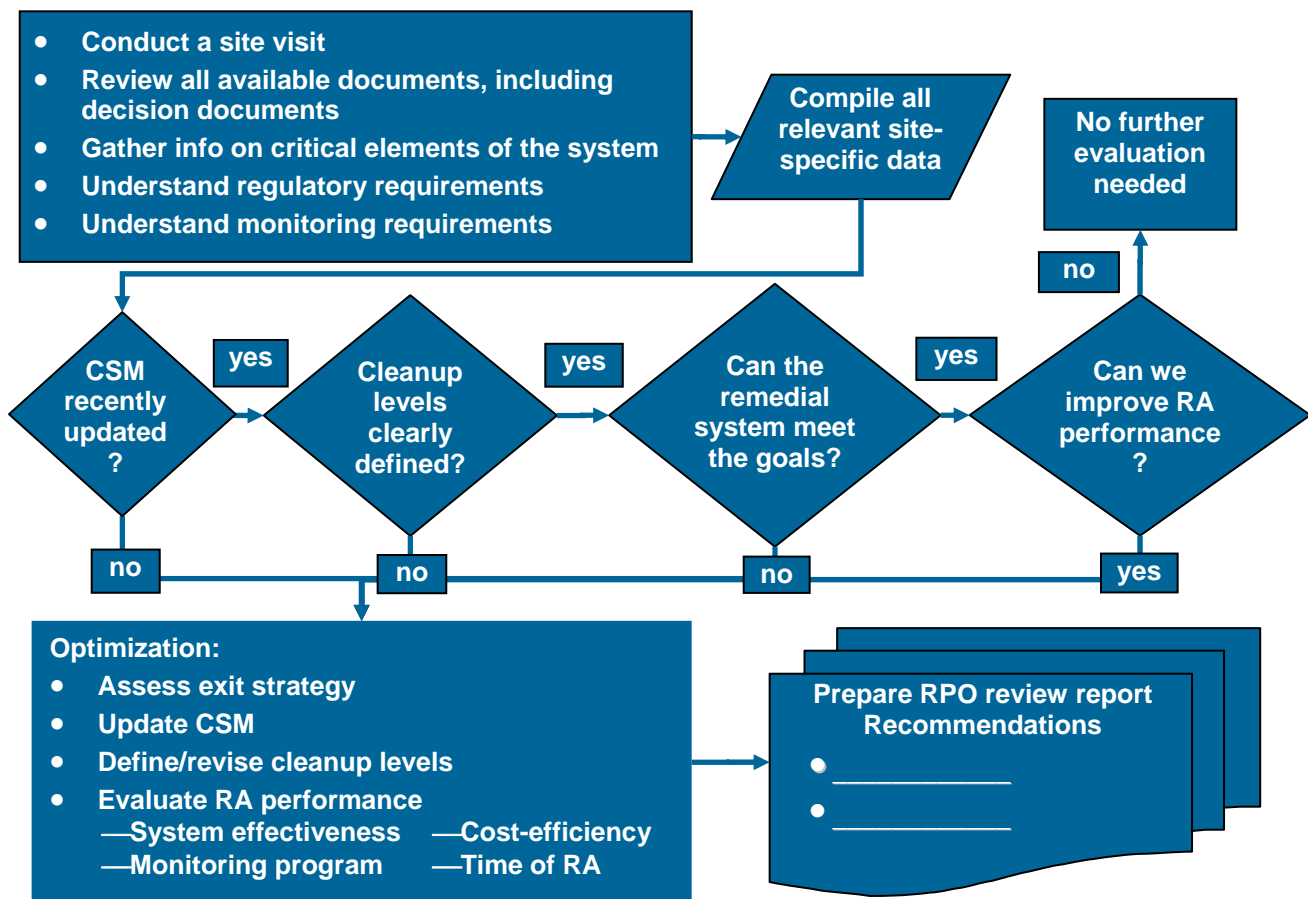 • Conduct a site visit
• Review all available documents, including
decision documents
• Gather info on critical elements of the system
• Understand regulatory requirements
• Understand monitoring requirements
Compile all
relevant site-
specific data
No further
evaluation
needed
no
CSM
recently
updated
?
yes
Cleanup
levels
clearly
defined?
yes
Can the
remedial
system meet
the goals?
yes
Can we
improve RA
performance
?
no
no
no
yes
Optimization:
• Assess exit strategy
• Update CSM
• Define/revise cleanup levels
• Evaluate RA performance
—System effectiveness —Cost-efficiency
—Monitoring program —Time of RA
Prepare RPO review report
Recommendations
• _______________
• _______________